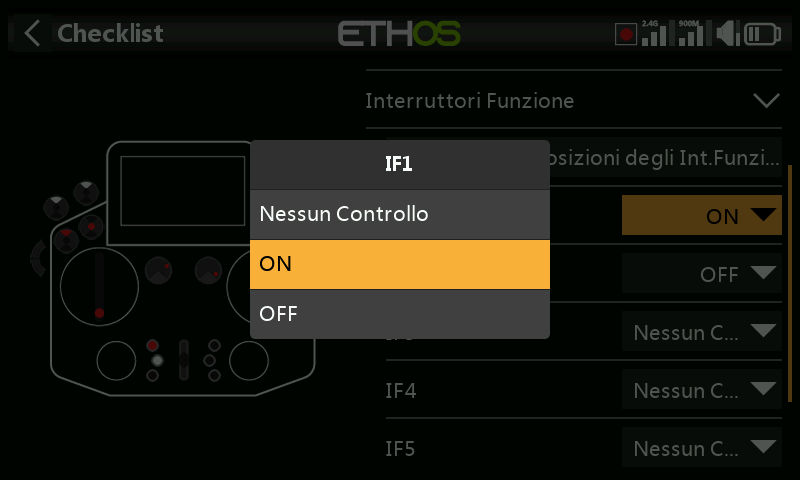 Checklist
ETHOS
2.4G
900M
Interruttori Funzione
osizioni degli Int.Funzi...
IF1
Nessun Controllo
ON
OFF
ON
OFF
Nessun C...
IF4
Nessun C...
IF5
Nessun C...